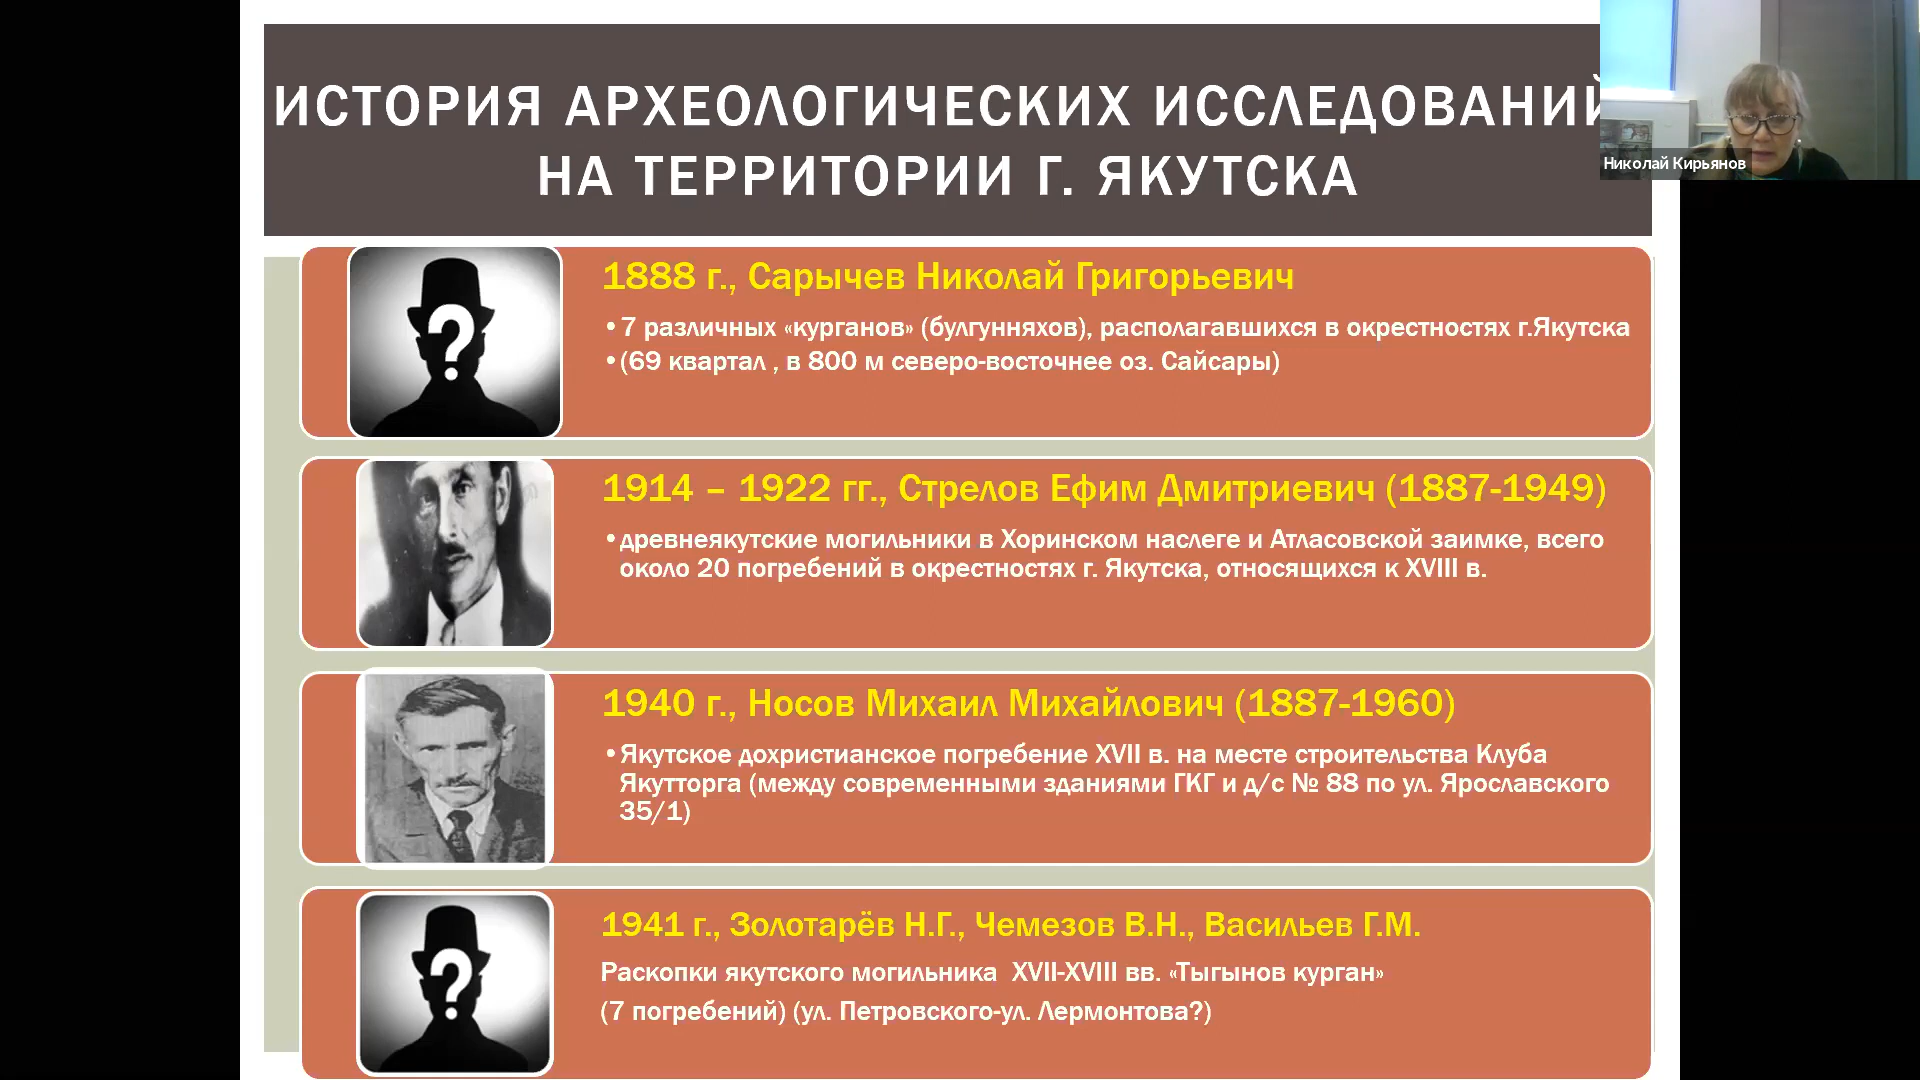 ИСТОРИЯ АРХЕОЛОГИЧЕСКИХ ИССЛЕДОВАНИЙ
НА ТЕРРИТОРИИ Г. ЯКУТСКА
Николай Кирьянов
1888 г., Сарычев Николай Григорьевич
•7 различных «курганов» (булгунняхов), располагавшихся в окрестностях г.Якутска
•(69 квартал , в 800 м северо-восточнее оз. Сайсары)
1914 – 1922 гг., Стрелов Ефим Дмитриевич (1887-1949)
•древнеякутские могильники в Хоринском наслеге и Атласовской заимке, всего
около 20 погребений в окрестностях г. Якутска, относящихся к XVIII в.
1940 г., Носов Михаил Михайлович (1887-1960)
•Якутское дохристианское погребение XVII в. на месте строительства Клуба
Якутторга (между современными зданиями ГКГ и д/с № 88 по ул. Ярославского
35/1)
1941 г., Золотарёв Н.Г., Чемезов В.Н., Васильев Г.М.
Раскопки якутского могильника XVII-XVIII вв. «Тыгынов курган»
(7 погребений) (ул. Петровского-ул. Лермонтова?)
?
?